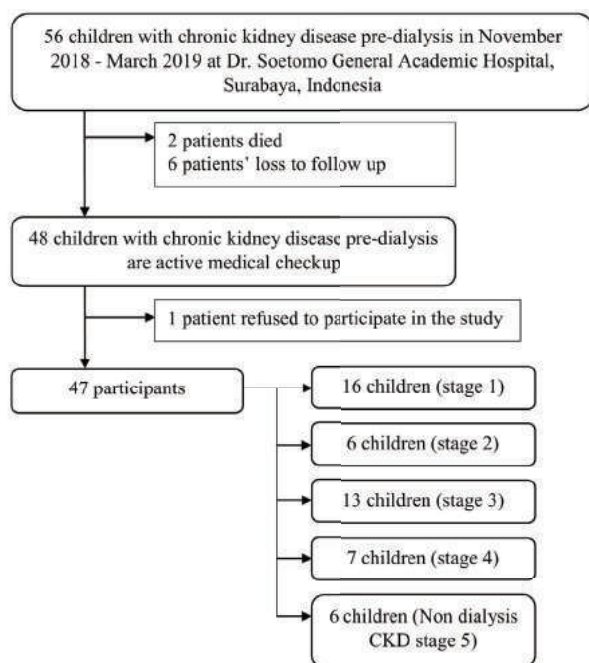 56 children with chronic kidney disease pre-dialysis in November
2018 - March 2019 at Dr. Soetomo General Academic Hospital,
Surabaya, Indonesia
2 patients died
6 patients' loss to follow up
48 children with chronic kidney disease pre-dialysis
are active medical checkup
1 patient refused to participate in the study
47 participants
16 children (stage 1)
6 children (stage 2)
13 children (stage 3)
7 children (stage 4)
6 children (Non dialysis
CKD stage 5)